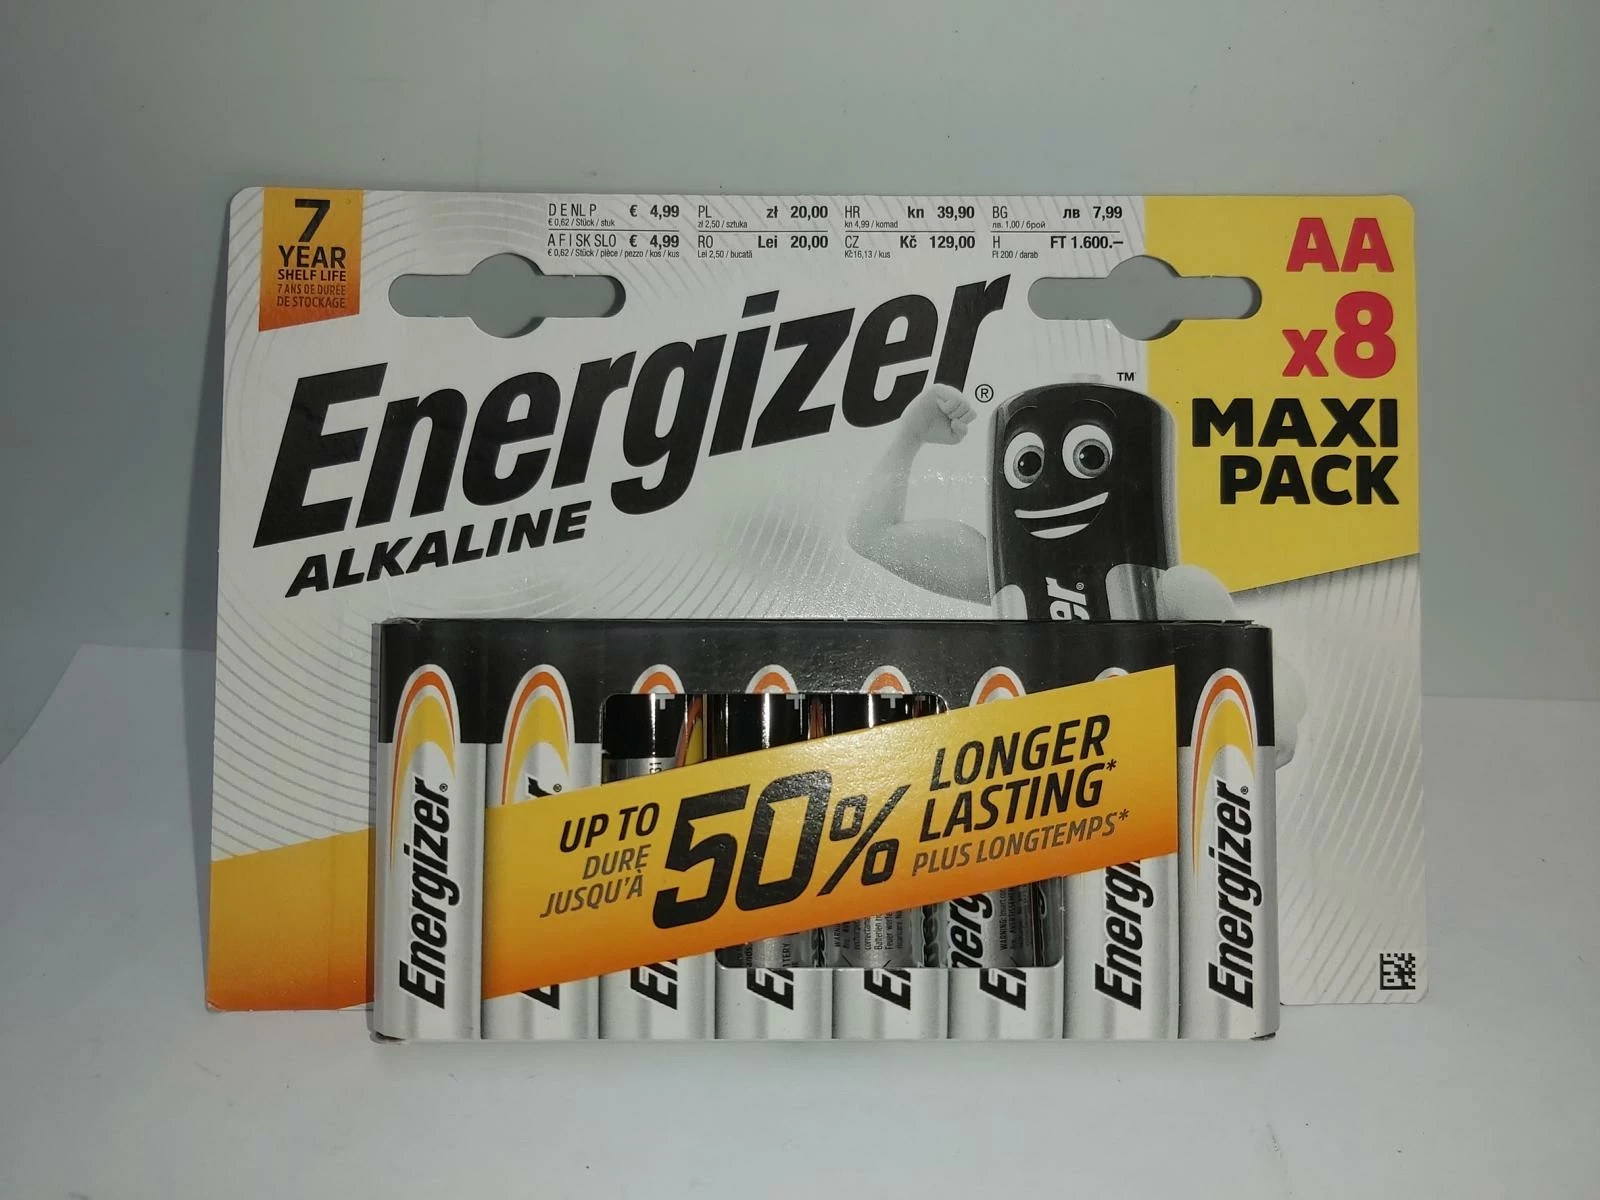 7
YEAR
SHELF LIFE
7 ANS DE DURÉE
DE STOCKAGE
D E NL P € 4,99
€ 0,62 / Stück / stuk
A F I SK SLO € 4,99
€ 0,62 / Stück / pièce / pezzo / kos / kus
PL zł 20,00
zł 2,50 / sztuka
RO Lei 20,00
Lei 2,50 / bucată
HR kn 39,90
kn 4,99 / komad
CZ Kč 129,00
Kč 16,13 / kus
BG лв 7,99
лв. 1,00 / брой
H FT 1.600.–
Ft 200 / darab
AA
x8
MAXI
PACK
Energizer®
ALKALINE
™
er®
UP TO
DURE
JUSQU'À
50%
LONGER
LASTING*
PLUS LONGTEMPS*
Energizer®
Energizer®